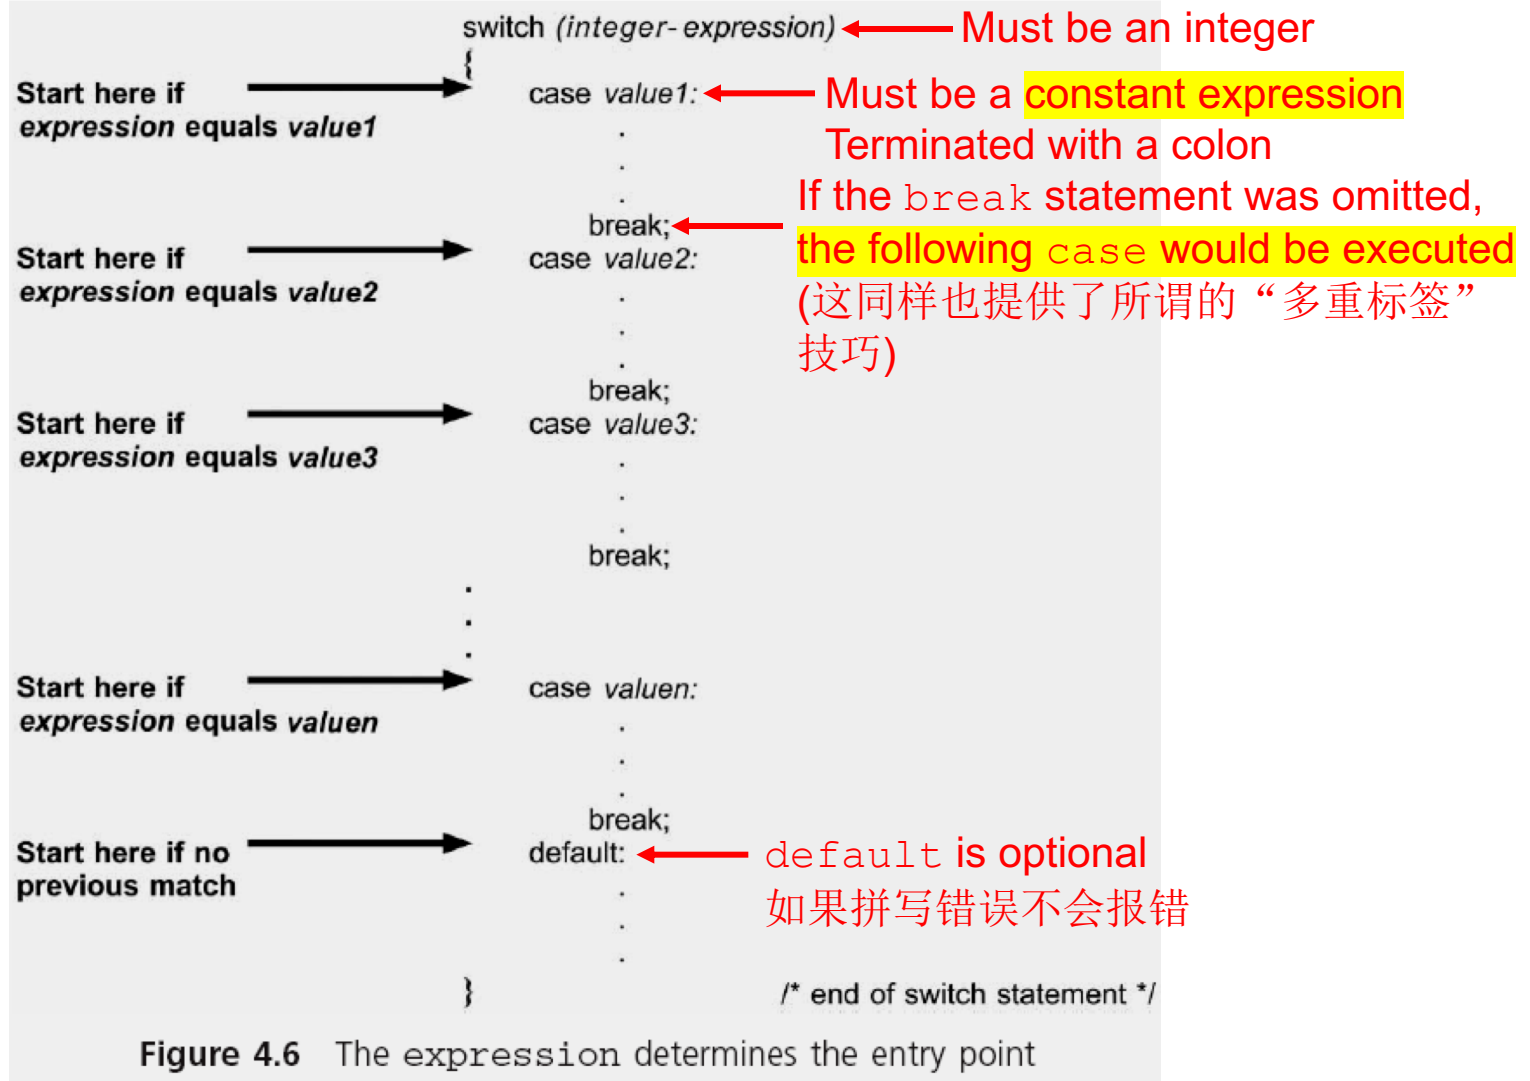 switch (integer-expression) Must be an integer
{
Start here if
expression equals value1
case value1: Must be a constant expression
Terminated with a colon
.
.
.
If the break statement was omitted,
break;
the following case would be executed
(这同样也提供了所谓的“多重标签”
技巧)
Start here if
expression equals value2
case value2:
.
.
.
break;
Start here if
expression equals value3
case value3:
.
.
.
break;
.
.
.
Start here if
expression equals valuen
case valuen:
.
.
.
break;
Start here if no
previous match
default: default is optional
如果拼写错误不会报错
.
.
.
} /* end of switch statement */
Figure 4.6 The expression determines the entry point